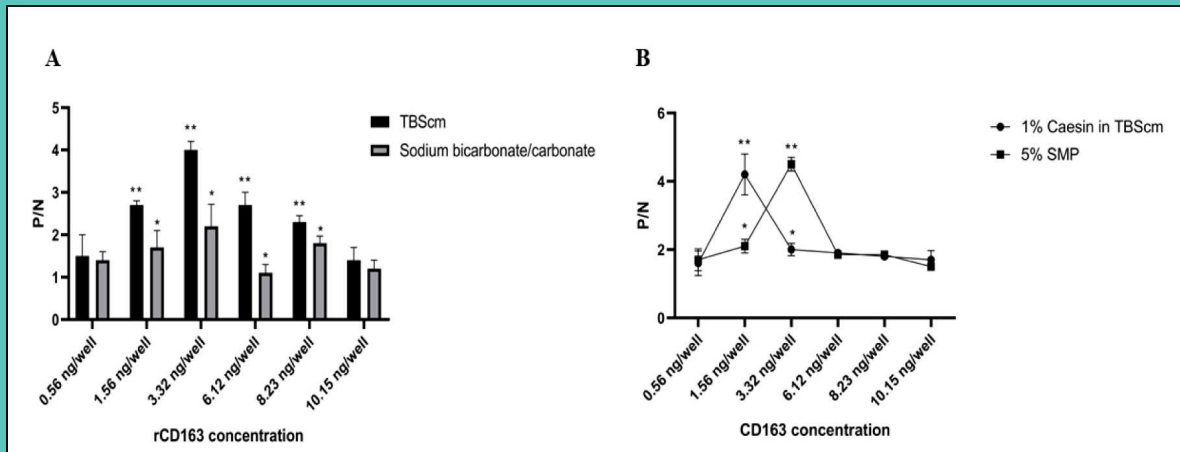 A
5
4
3
2
1
0
P/N
**
**
*
*
**
*
**
*
TBScm
Sodium bicarbonate/carbonate
0.56 ng/well
1.56 ng/well
3.32 ng/well
6.12 ng/well
8.23 ng/well
10.15 ng/well
rCD163 concentration
B
6
4
2
0
P/N
**
*
**
*
1% Caesin in TBScm
5% SMP
0.56 ng/well
1.56 ng/well
3.32 ng/well
6.12 ng/well
8.23 ng/well
10.15 ng/well
CD163 concentration